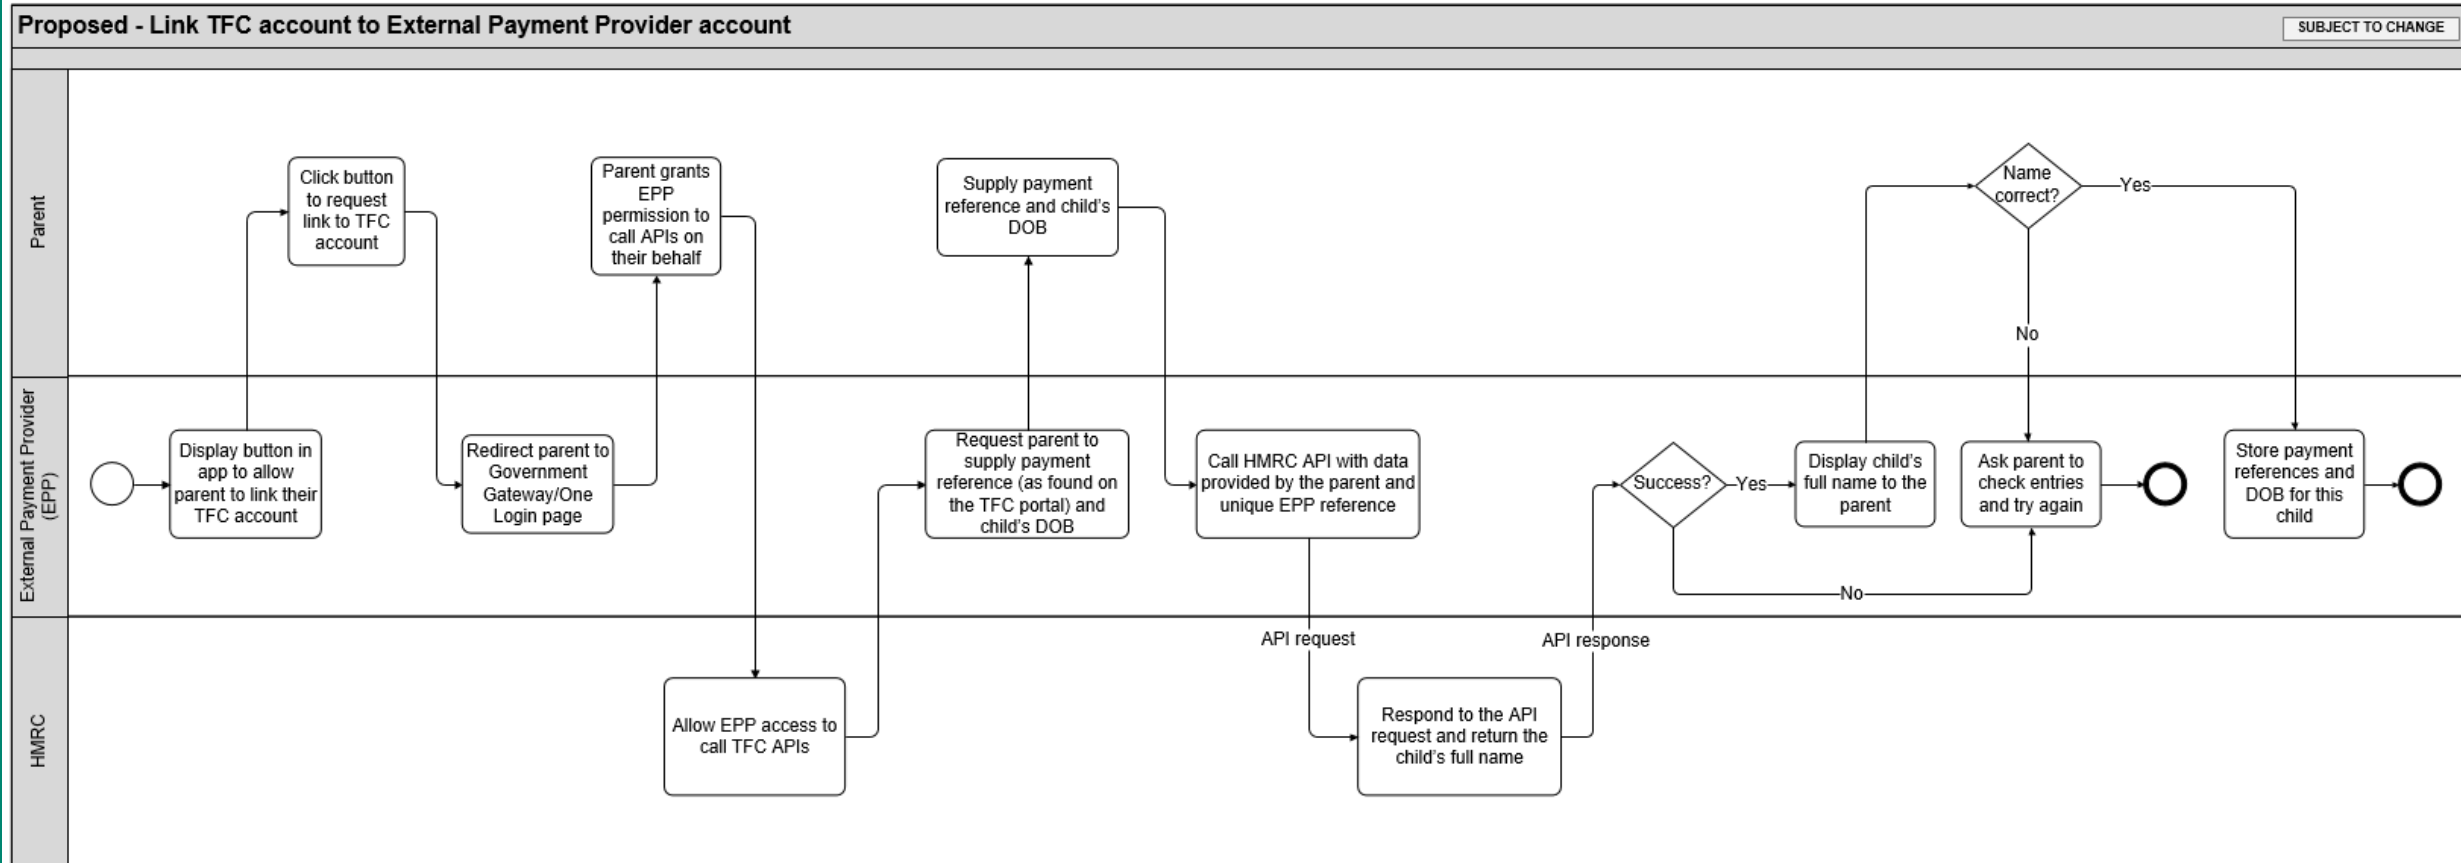 Proposed - Link TFC account to External Payment Provider account
SUBJECT TO CHANGE
Parent
Click button
to request
link to TFC
account
Parent grants
EPP
permission to
call APIs on
their behalf
Supply payment
reference and child's
DOB
Name
correct?
Yes
No
External Payment Provider
(EPP)
Display button in
app to allow
parent to link their
TFC account
Redirect parent to
Government
Gateway/One
Login page
Request parent to
supply payment
reference (as found on
the TFC portal) and
child's DOB
Call HMRC API with data
provided by the parent and
unique EPP reference
Success?
Yes
Display child's
full name to the
parent
Ask parent to
check entries
and try again
Store payment
references and
DOB for this
child
No
HMRC
API request
API response
Allow EPP access to
call TFC APIs
Respond to the API
request and return the
child's full name